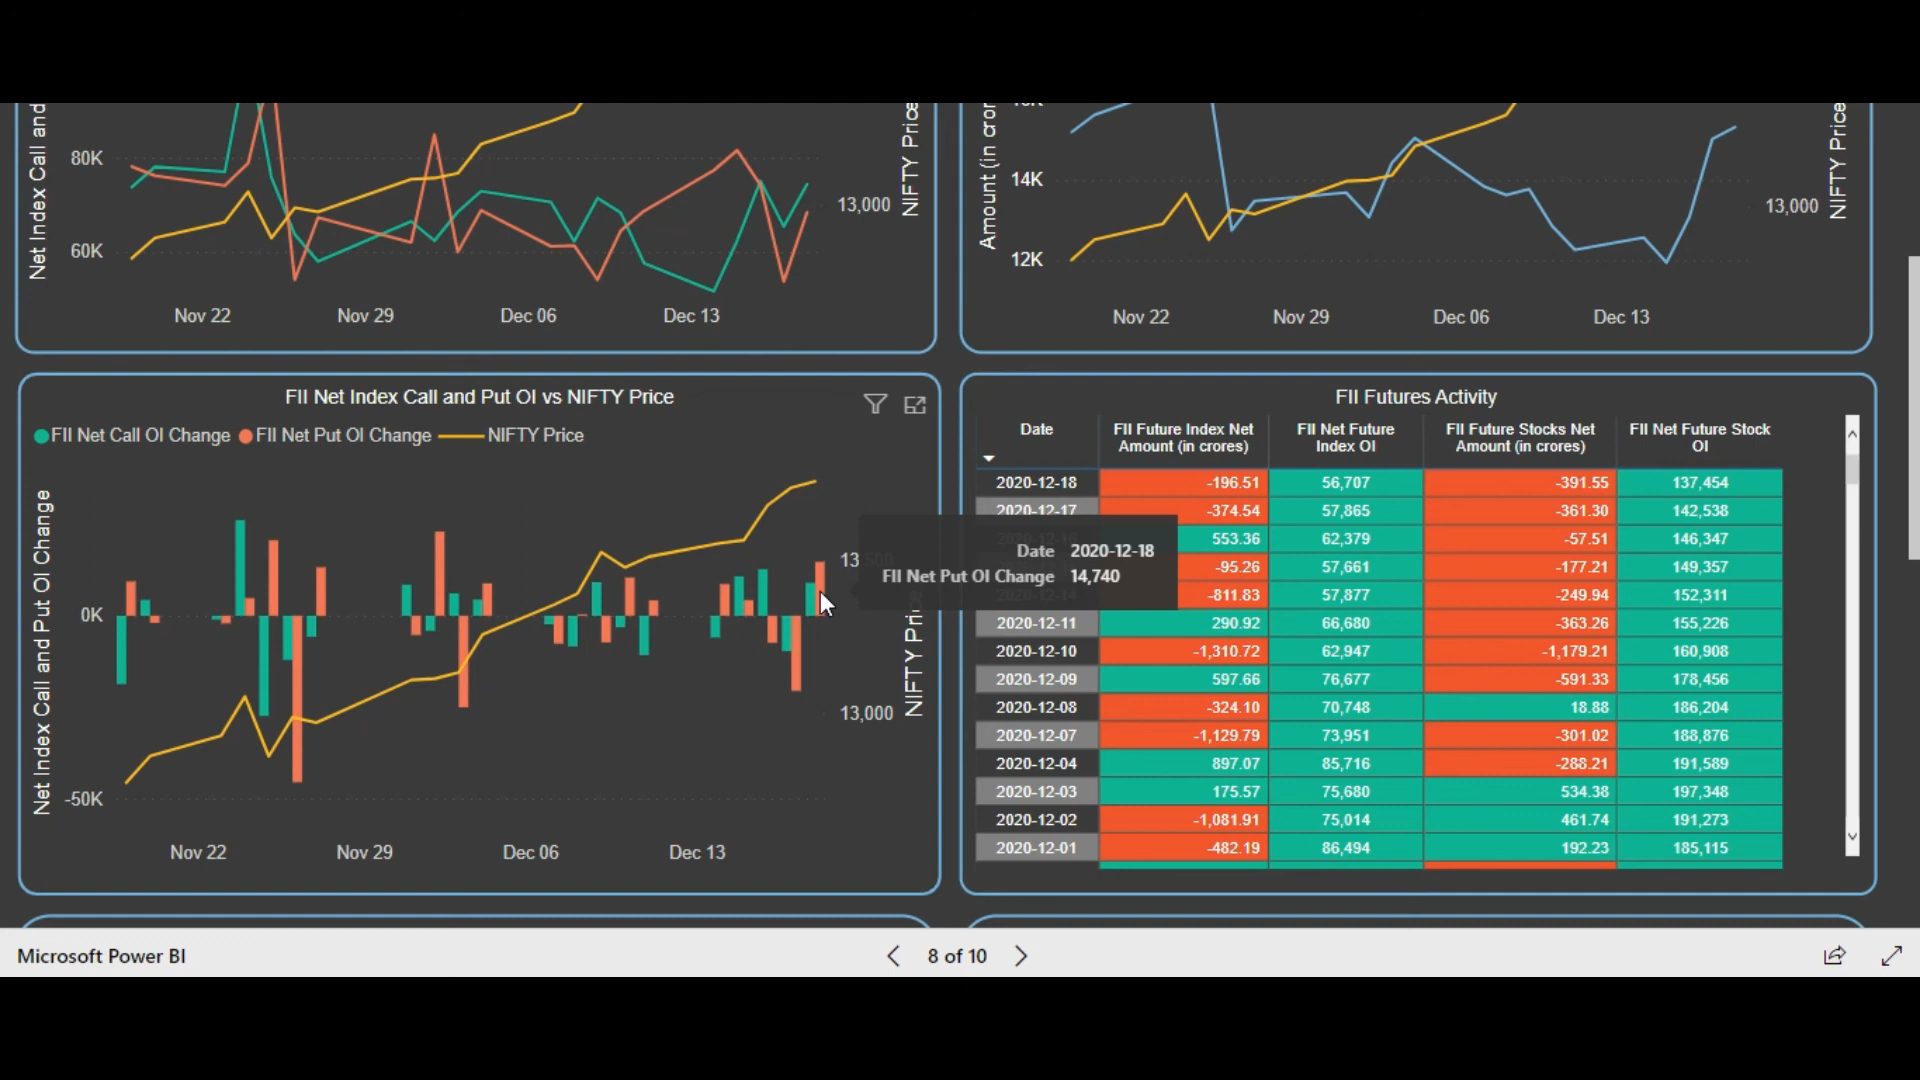 Net Index Call and
80K
60K
13,000
NIFTY Price
Nov 22 Nov 29 Dec 06 Dec 13
Amount (in cror
14K
12K
13,000
NIFTY Price
Nov 22 Nov 29 Dec 06 Dec 13
FII Net Index Call and Put OI vs NIFTY Price
FII Net Call OI Change FII Net Put OI Change NIFTY Price
Net Index Call and Put OI Change
0K
-50K
13,000
Nov 22 Nov 29 Dec 06 Dec 13
Date 2020-12-18
FII Net Put OI Change 14,740
FII Futures Activity
Date FII Future Index Net Amount (in crores) FII Net Future Index OI FII Future Stocks Net Amount (in crores) FII Net Future Stock OI
2020-12-18 -196.51 56,707 -391.55 137,454
2020-12-17 -374.54 57,865 -361.30 142,538
553.36 62,379 -57.51 146,347
-95.26 57,661 -177.21 149,357
-811.83 57,877 -249.94 152,311
2020-12-11 290.92 66,680 -363.26 155,226
2020-12-10 -1,310.72 62,947 -1,179.21 160,908
2020-12-09 597.66 76,677 -591.33 178,456
2020-12-08 -324.10 70,748 18.88 186,204
2020-12-07 -1,129.79 73,951 -301.02 188,876
2020-12-04 897.07 85,716 -288.21 191,589
2020-12-03 175.57 75,680 534.38 197,348
2020-12-02 -1,081.91 75,014 461.74 191,273
2020-12-01 -482.19 86,494 192.23 185,115
Microsoft Power BI
8 of 10